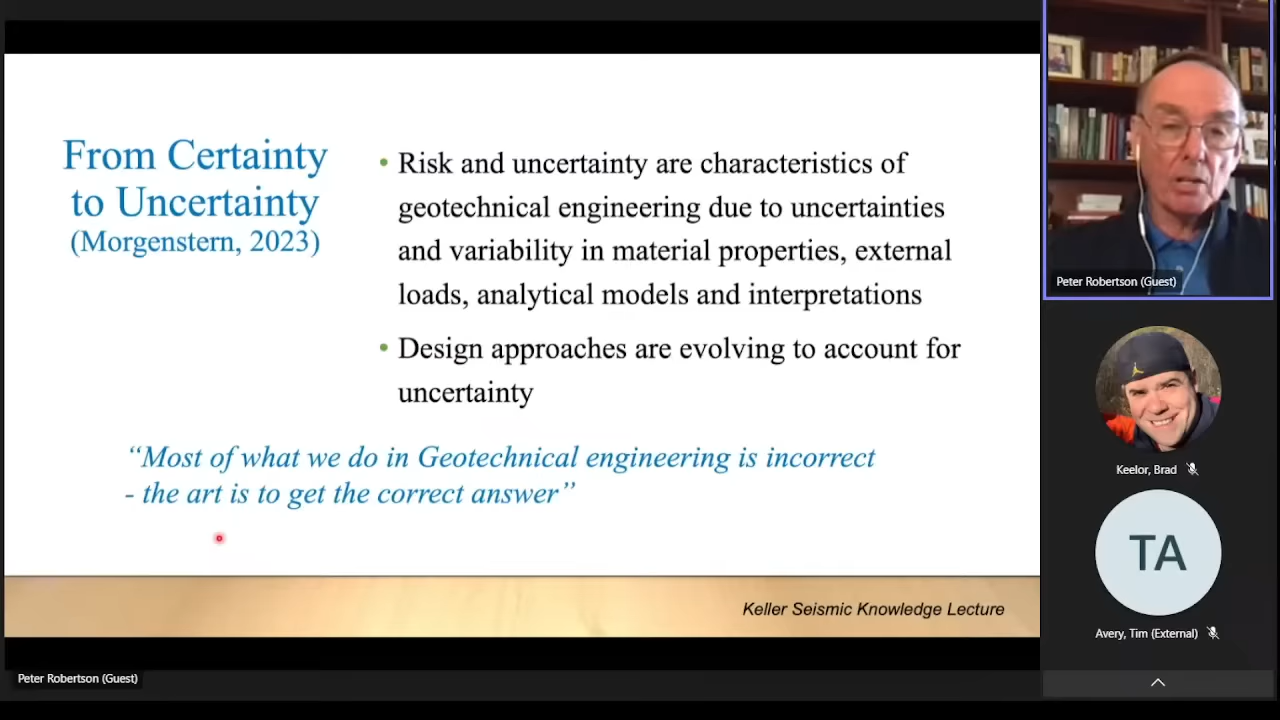 From Certainty
to Uncertainty
(Morgenstern, 2023)
• Risk and uncertainty are characteristics of
geotechnical engineering due to uncertainties
and variability in material properties, external
loads, analytical models and interpretations
• Design approaches are evolving to account for
uncertainty
“Most of what we do in Geotechnical engineering is incorrect
- the art is to get the correct answer”
Keller Seismic Knowledge Lecture
Peter Robertson (Guest)
Peter Robertson (Guest)
Keelor, Brad
TA
Avery, Tim (External)